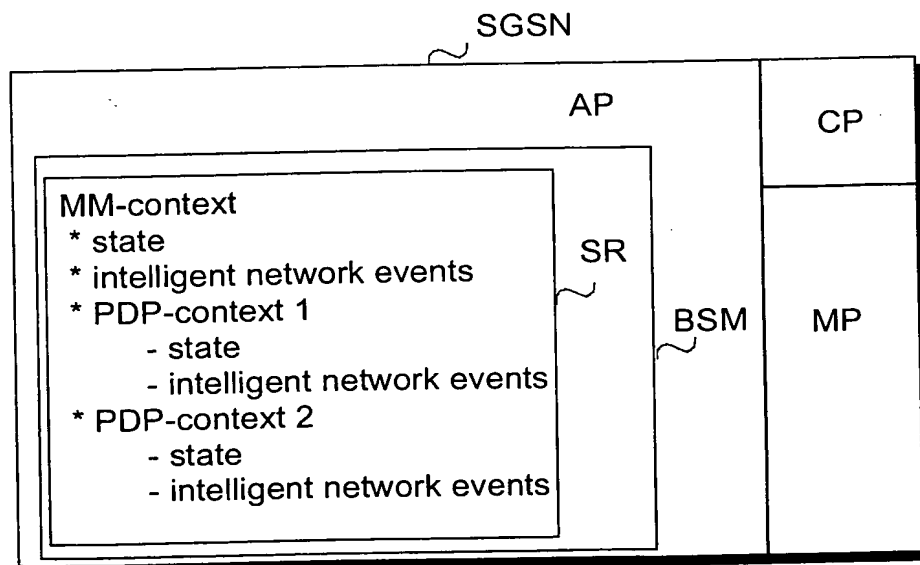 SGSN
AP
CP
MM-context
* state
* intelligent network events
* PDP-context 1
- state
- intelligent network events
* PDP-context 2
- state
- intelligent network events
SR
BSM
MP